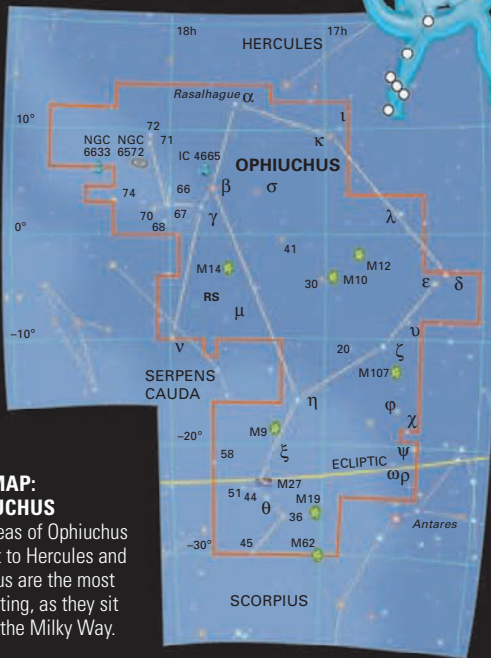 18h 17h
HERCULES
Rasalhague α
ι
10°
κ
72
NGC NGC 71
6633 6572
IC 4665
OPHIUCHUS
β σ
66
74
γ
λ
70 67
68
0°
41
M12
M14
30 M10
ε δ
RS
μ
υ
–10°
ν
20 ζ
SERPENS
CAUDA
M107
η
φ
χ
M9
–20°
ξ
ψ
58
ECLIPTIC
ωρ
M27
51 44
M19
θ 36
Antares
–30°
45 M62
SCORPIUS
MAP:
UCHUS
eas of Ophiuchus
t to Hercules and
us are the most
ting, as they sit
the Milky Way.